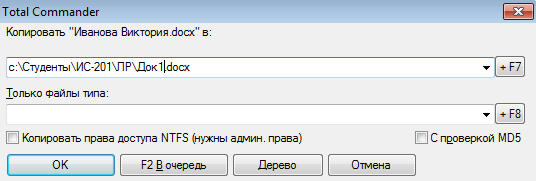 Total Commander
Копировать "Иванова Виктория.docx" в:
c:\Студенты\ИС-201\ЛР\Док1.docx
+ F7
Только файлы типа:
+ F8
Копировать права доступа NTFS (нужны админ. права)
С проверкой MD5
OK
F2 В очередь
Дерево
Отмена